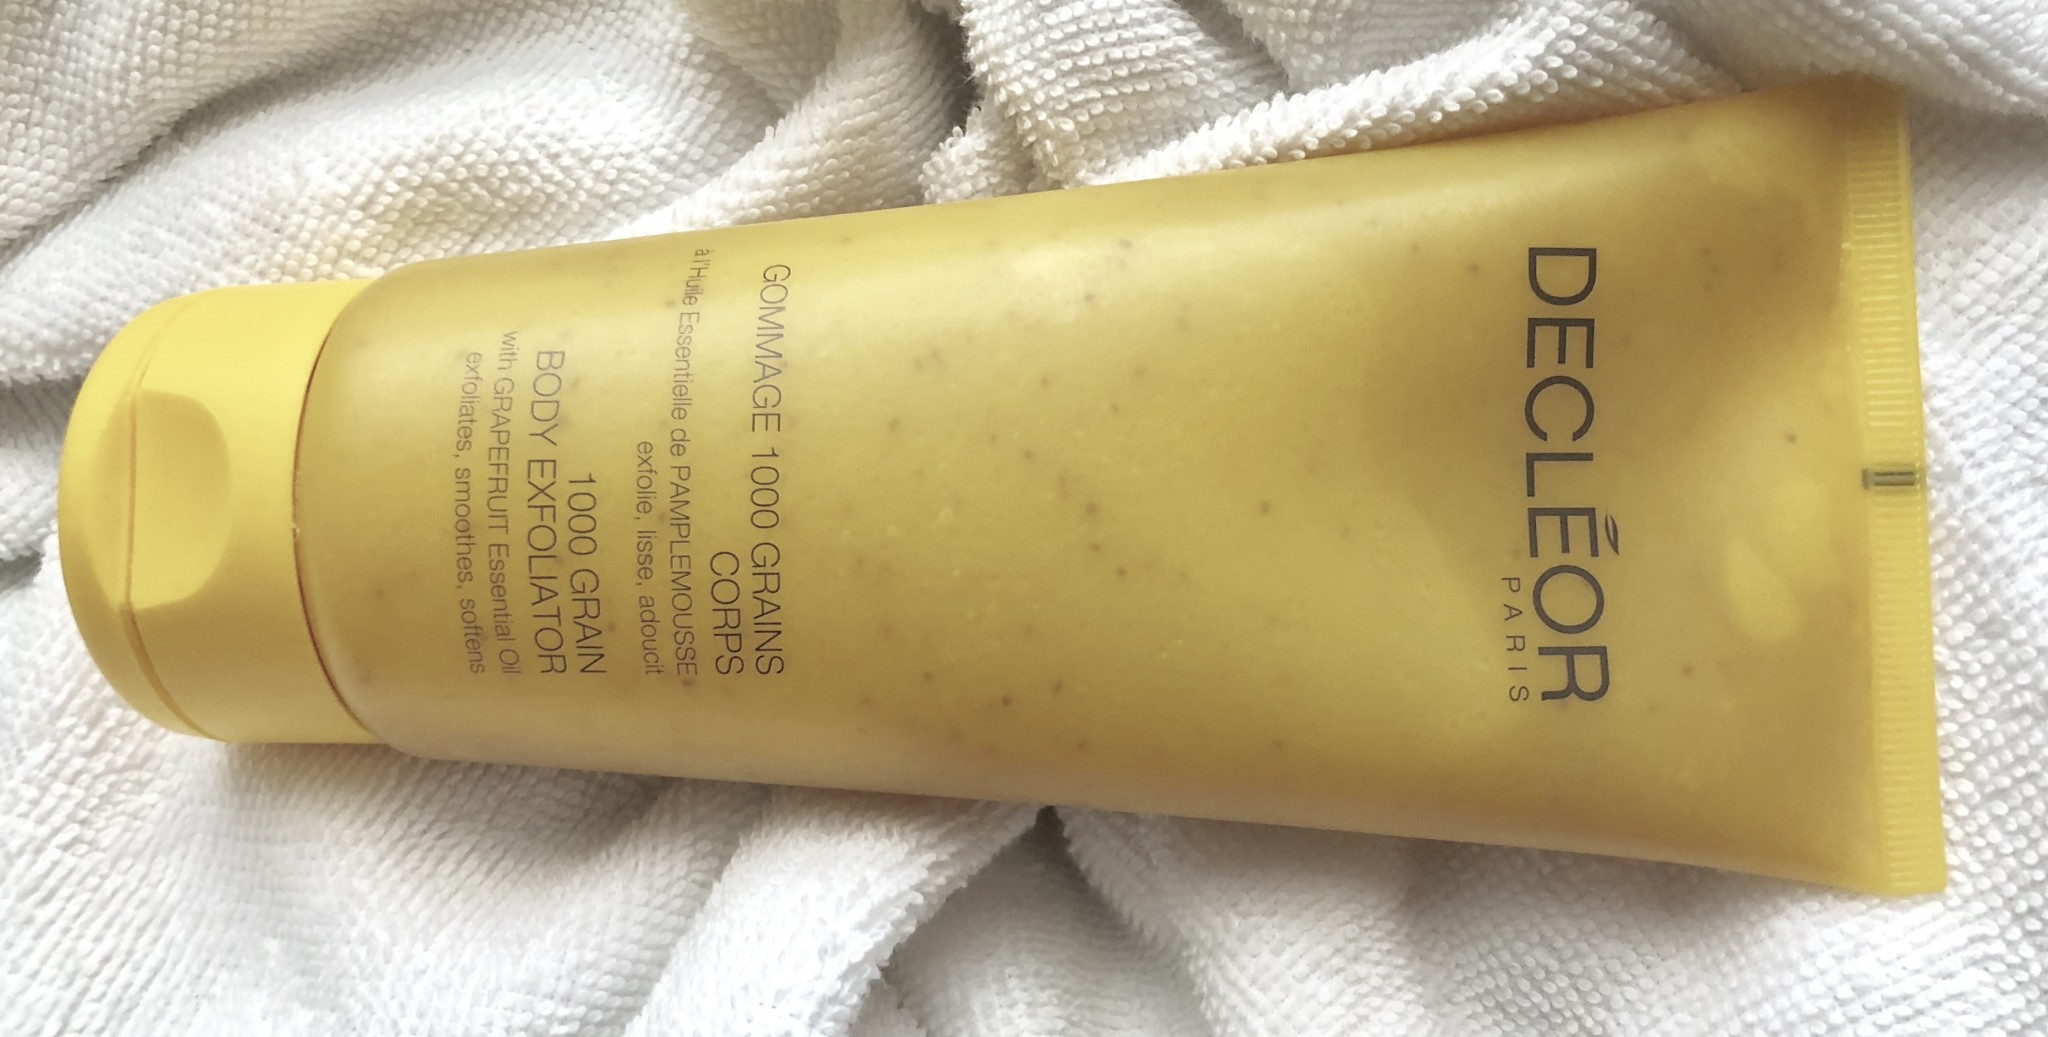 DECLÉOR
PARIS
GOMMAGE 1000 GRAINS
CORPS
à l'Huile Essentielle de PAMPLEMOUSSE
exfolie, lisse, adoucit
1000 GRAIN
BODY EXFOLIATOR
with GRAPEFRUIT Essential Oil
exfoliates, smoothes, softens